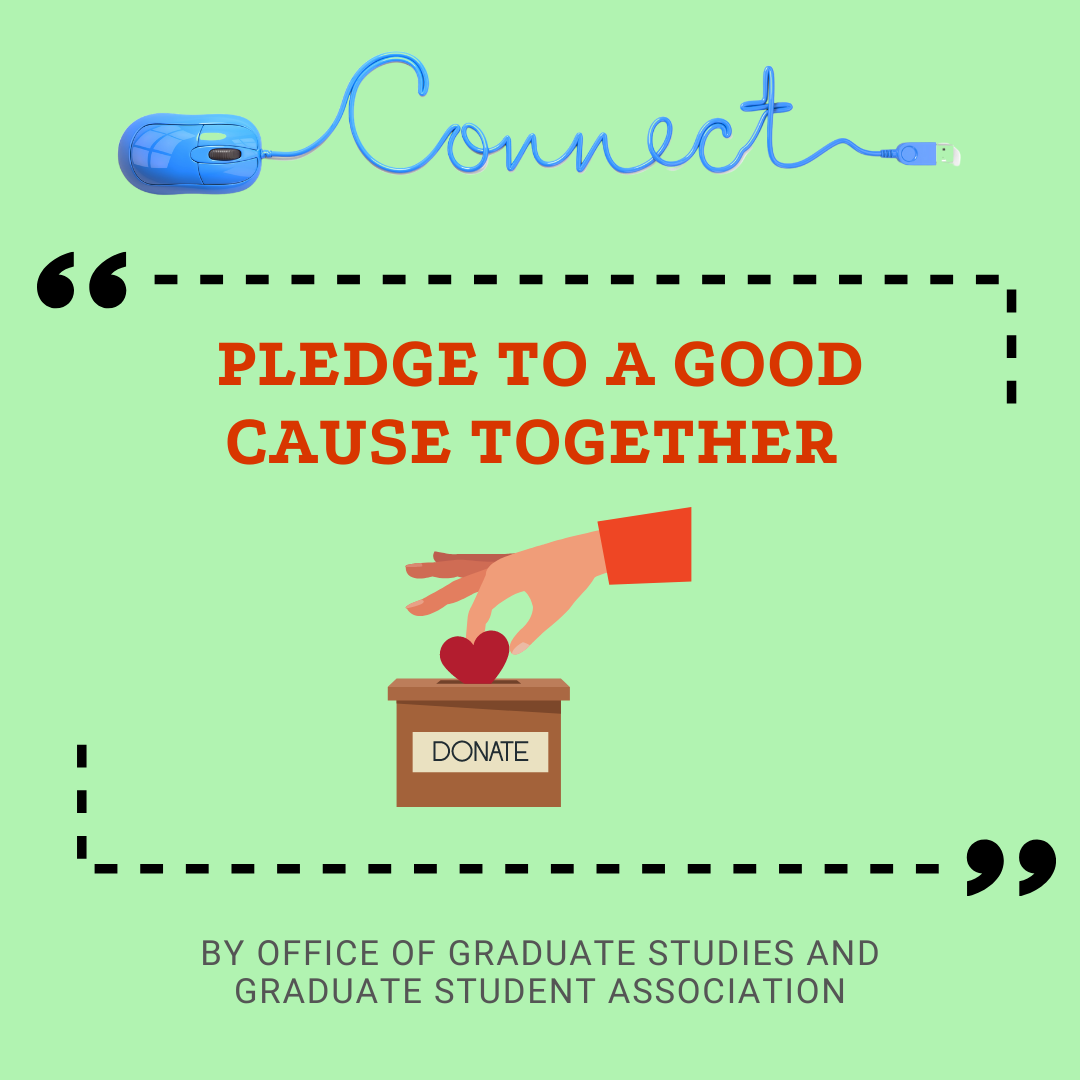 Connect
“
PLEDGE TO A GOOD
CAUSE TOGETHER
DONATE
”
BY OFFICE OF GRADUATE STUDIES AND
GRADUATE STUDENT ASSOCIATION